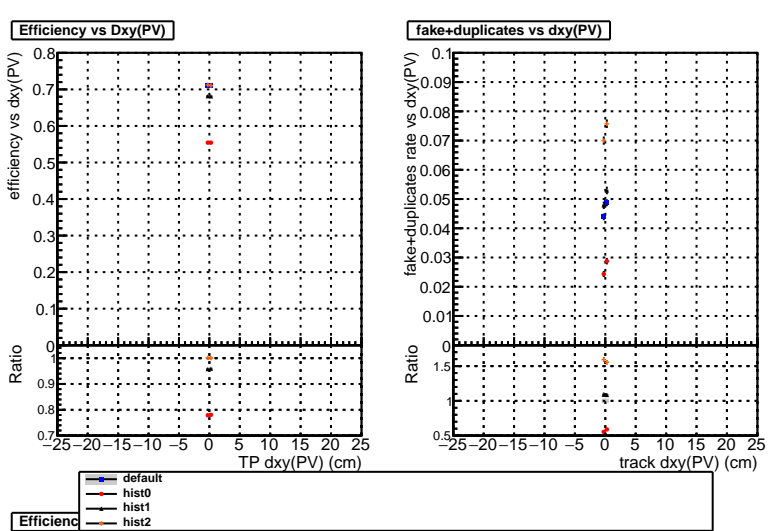 Efficiency vs Dxy(PV)
efficiency vs dxy(PV)
0.8
0.7
0.6
0.5
0.4
0.3
0.2
0.1
0
Ratio
1
0.9
0.8
0.7
−25 −20 −15 −10 −5 0 5 10 15 20 25
TP dxy(PV) (cm)
fake+duplicates vs dxy(PV)
fake+duplicates rate vs dxy(PV)
0.1
0.09
0.08
0.07
0.06
0.05
0.04
0.03
0.02
0.01
0
Ratio
1.5
1
0.5
−25 −20 −15 −10 −5 0 5 10 15 20 25
track dxy(PV) (cm)
default
hist0
hist1
hist2
Efficienc